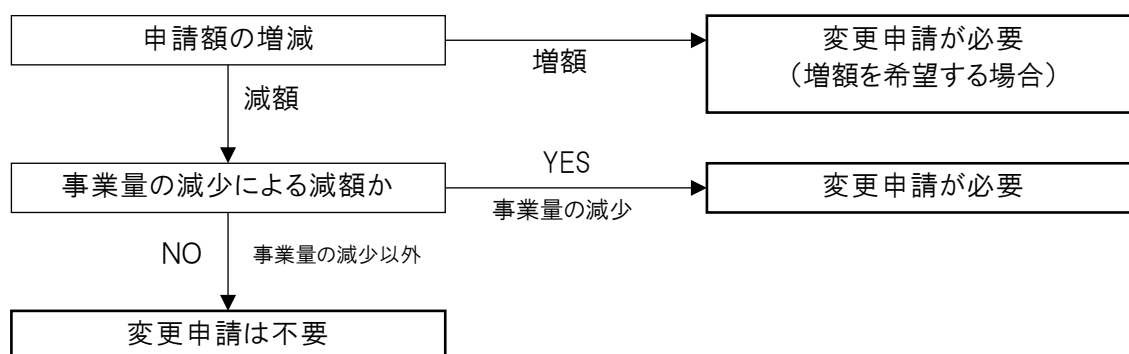 申請額の増減
増額
変更申請が必要
（増額を希望する場合）
減額
事業量の減少による減額か
YES
事業量の減少
変更申請が必要
NO
事業量の減少以外
変更申請は不要